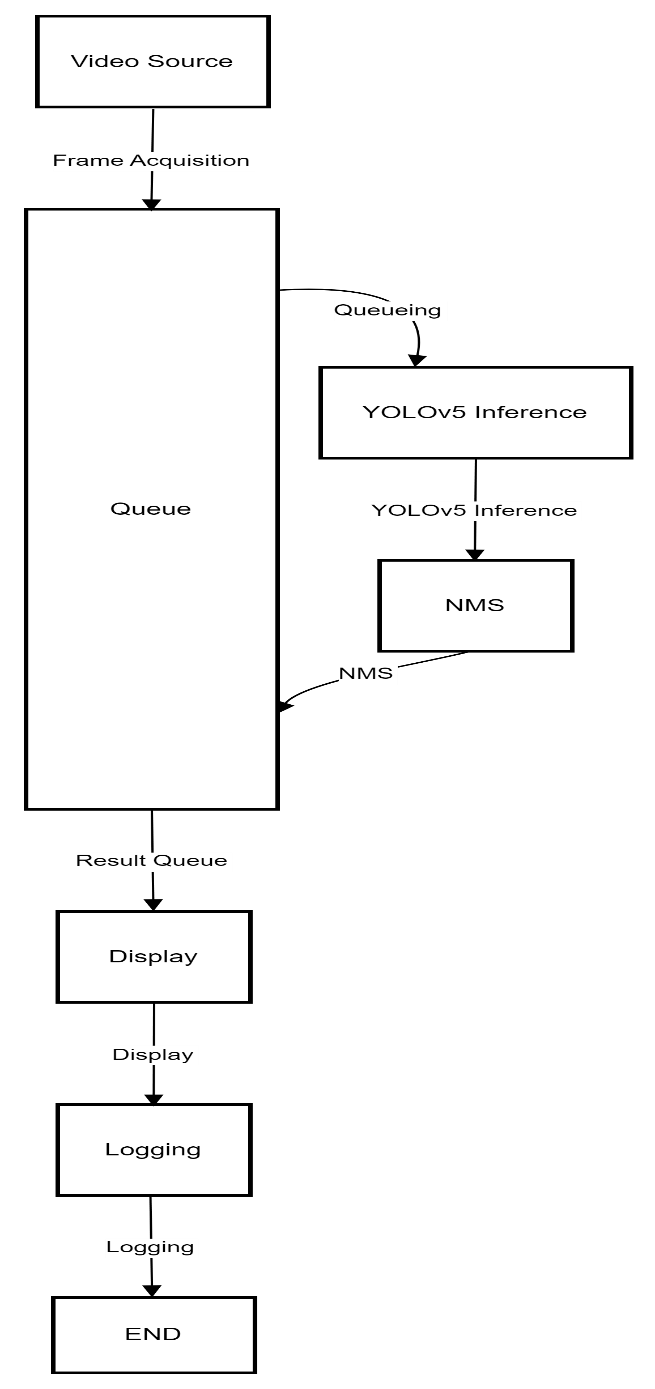 Video Source
Frame Acquisition
Queueing
YOLOv5 Inference
Queue
YOLOv5 Inference
NMS
NMS
Result Queue
Display
Display
Logging
Logging
END